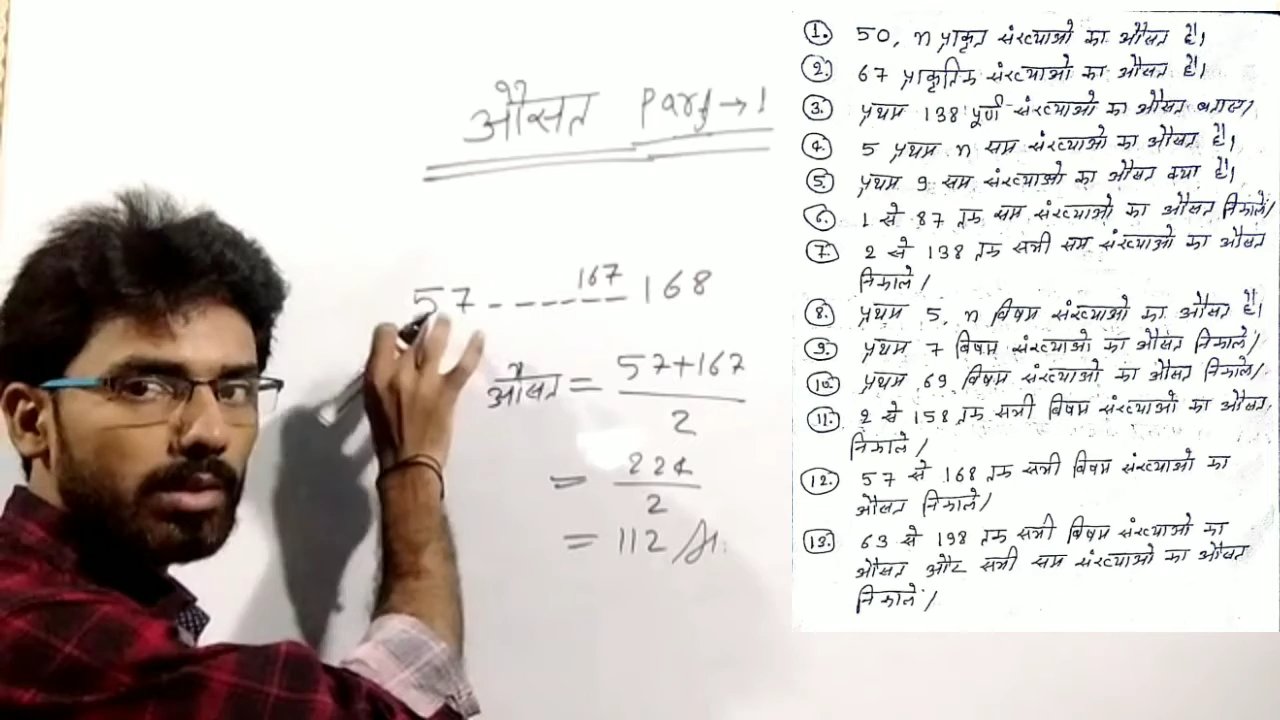 औसत Part → 1
57 ------ 167 168
औसत = 57+167
2
= 224
2
= 112
1. 50, n प्राकृत संख्याओ का औसत है।
2. 67 प्राकृतिक संख्याओ का औसत है।
3. प्रथम 138 पूर्ण संख्याओ का औसत बताए।
4. 5 प्रथम n सम संख्याओ का औसत है।
5. प्रथम 9 सम संख्याओ का औसत क्या है।
6. 1 से 87 तक सम संख्याओ का औसत निकाले।
7. 2 से 138 तक सभी सम संख्याओ का औसत
निकाले।
8. प्रथम 5, n विषम संख्याओ का औसत है।
9. प्रथम 7 विषम संख्याओ का औसत निकाले।
10. प्रथम 69 विषम संख्याओ का औसत निकाले।
11. 2 से 158 तक सभी विषम संख्याओ का औसत
निकाले।
12. 57 से 168 तक सभी विषम संख्याओ का
औसत निकाले।
13. 63 से 198 तक सभी विषम संख्याओ का
औसत और सभी सम संख्याओ का औसत
निकाले।